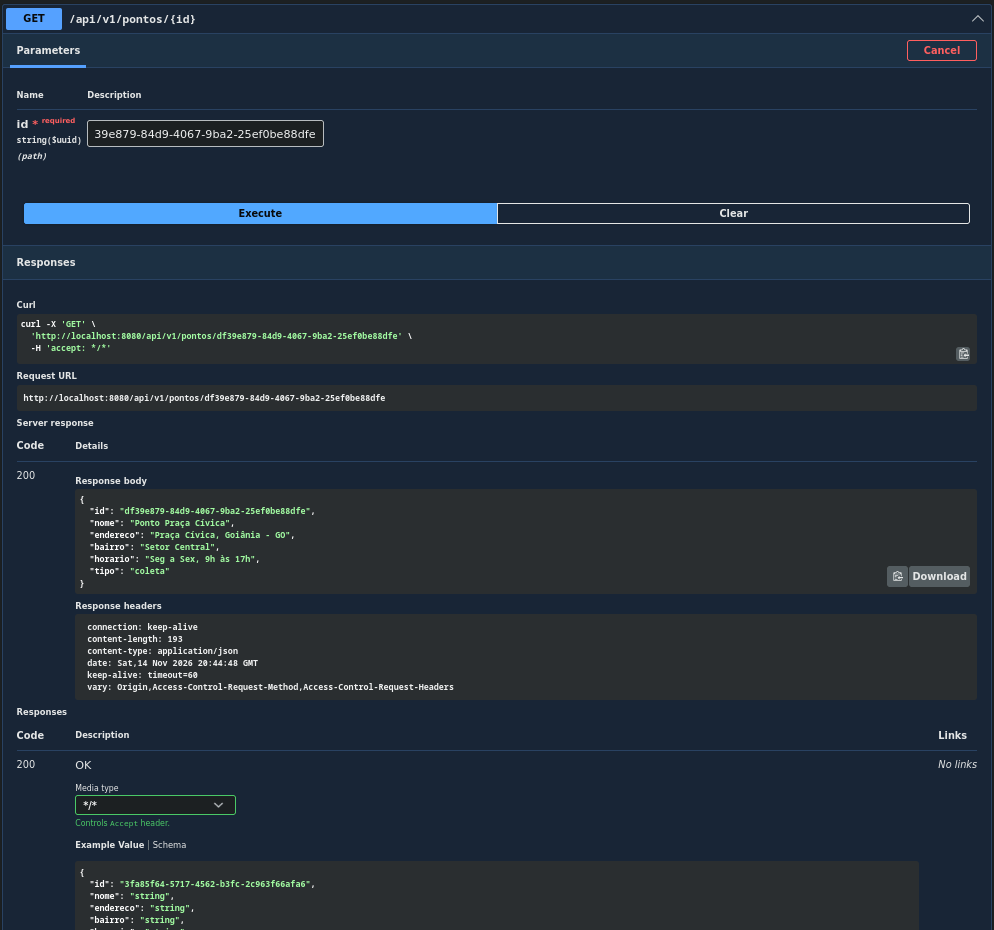 GET /api/v1/pontos/{id}
Parameters
Cancel
Name Description
id * required
string($uuid)
(path)
39e879-84d9-4067-9ba2-25ef0be88dfe
Execute Clear
Responses
Curl
curl -X 'GET' \
'http://localhost:8080/api/v1/pontos/df39e879-84d9-4067-9ba2-25ef0be88dfe' \
-H 'accept: */*'
Request URL
http://localhost:8080/api/v1/pontos/df39e879-84d9-4067-9ba2-25ef0be88dfe
Server response
Code Details
200
Response body
{
"id": "df39e879-84d9-4067-9ba2-25ef0be88dfe",
"nome": "Ponto Praça Cívica",
"endereco": "Praça Cívica, Goiânia - GO",
"bairro": "Setor Central",
"horario": "Seg a Sex, 9h às 17h",
"tipo": "coleta"
}
Download
Response headers
connection: keep-alive
content-length: 193
content-type: application/json
date: Sat,14 Nov 2026 20:44:48 GMT
keep-alive: timeout=60
vary: Origin,Access-Control-Request-Method,Access-Control-Request-Headers
Responses
Code Description Links
200 OK No links
Media type
*/*
Controls Accept header.
Example Value | Schema
{
"id": "3fa85f64-5717-4562-b3fc-2c963f66afa6",
"nome": "string",
"endereco": "string",
"bairro": "string",